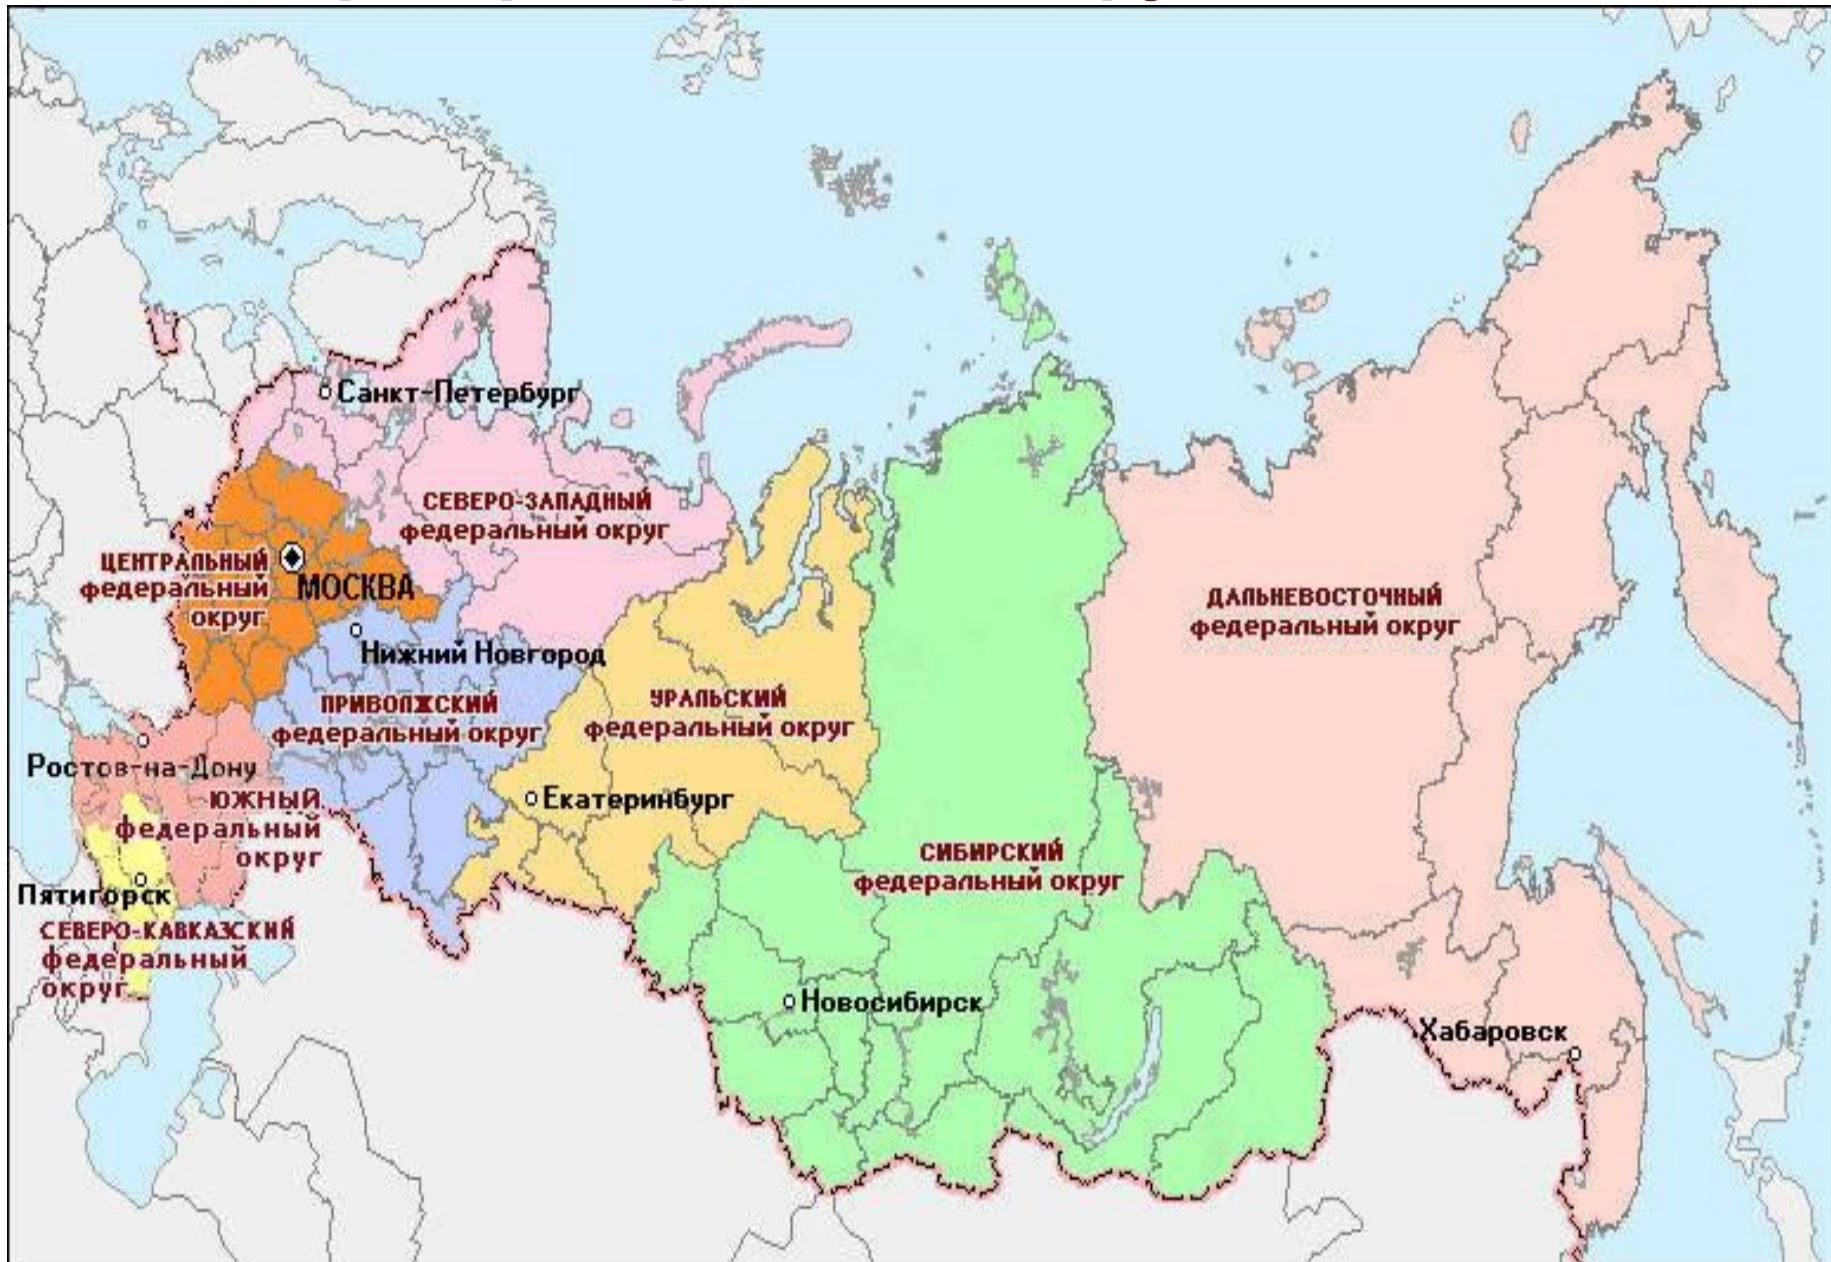 Санкт-Петербург
СЕВЕРО-ЗАПАДНЫЙ
федеральный округ
ЦЕНТРАЛЬНЫЙ
федеральный
округ
МОСКВА
ДАЛЬНЕВОСТОЧНЫЙ
федеральный округ
Нижний Новгород
ПРИВОЛЖСКИЙ
федеральный округ
УРАЛЬСКИЙ
федеральный округ
Ростов-на-Дону
ЮЖНЫЙ
федеральный
округ
Екатеринбург
СИБИРСКИЙ
федеральный округ
Пятигорск
СЕВЕРО-КАВКАЗСКИЙ
федеральный
округ
Новосибирск
Хабаровск